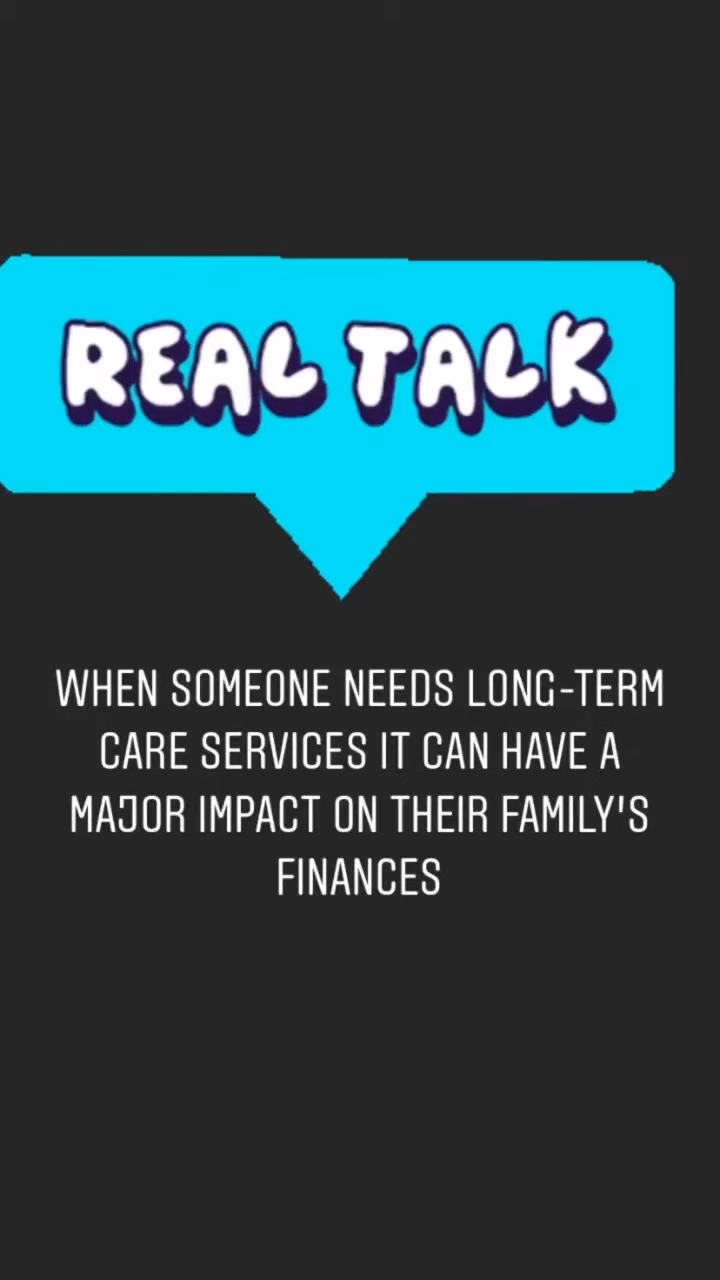 REAL TALK
WHEN SOMEONE NEEDS LONG-TERM
CARE SERVICES IT CAN HAVE A
MAJOR IMPACT ON THEIR FAMILY'S
FINANCES